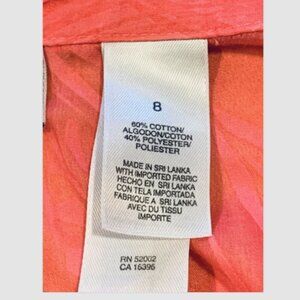 8
60% COTTON/
ALGODON/COTON
40% POLYESTER/
POLIESTER
MADE IN SRI LANKA
WITH IMPORTED FABRIC
HECHO EN SRI LANKA
CON TELA IMPORTADA
FABRIQUE A SRI LANKA
AVEC DU TISSU
IMPORTE
RN 52002
CA 16395